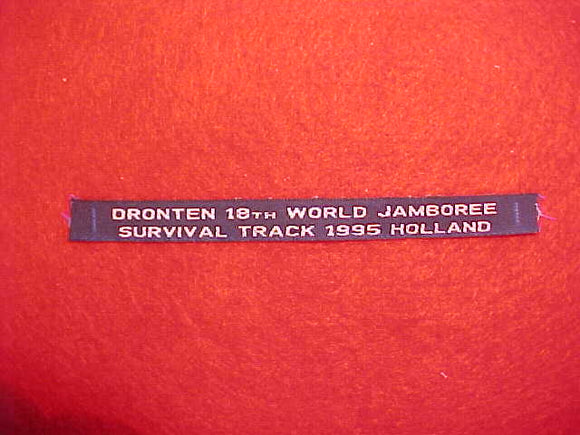 DRONTEN 18TH WORLD JAMBOREE
SURVIVAL TRACK 1995 HOLLAND